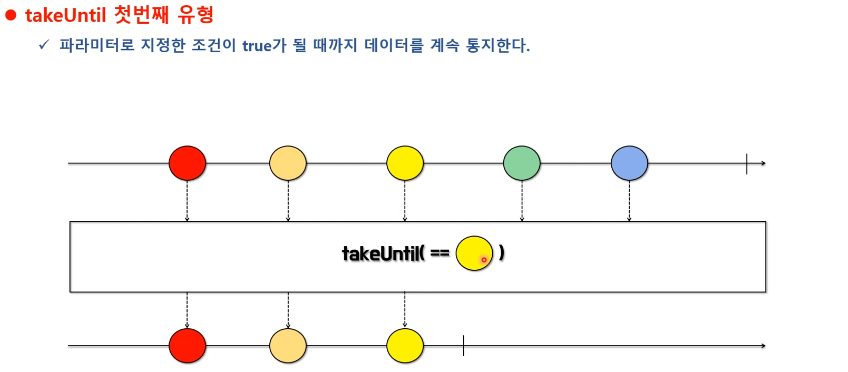 ● takeUntil 첫번째 유형
✓ 파라미터로 지정한 조건이 true가 될 때까지 데이터를 계속 통지한다.
takeUntil( == )